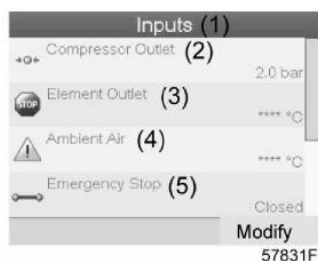 Inputs (1)
Compressor Outlet (2)
2.0 bar
STOP Element Outlet (3)
**** °C
Ambient Air (4)
**** °C
Emergency Stop (5)
Closed
Modify
57831F